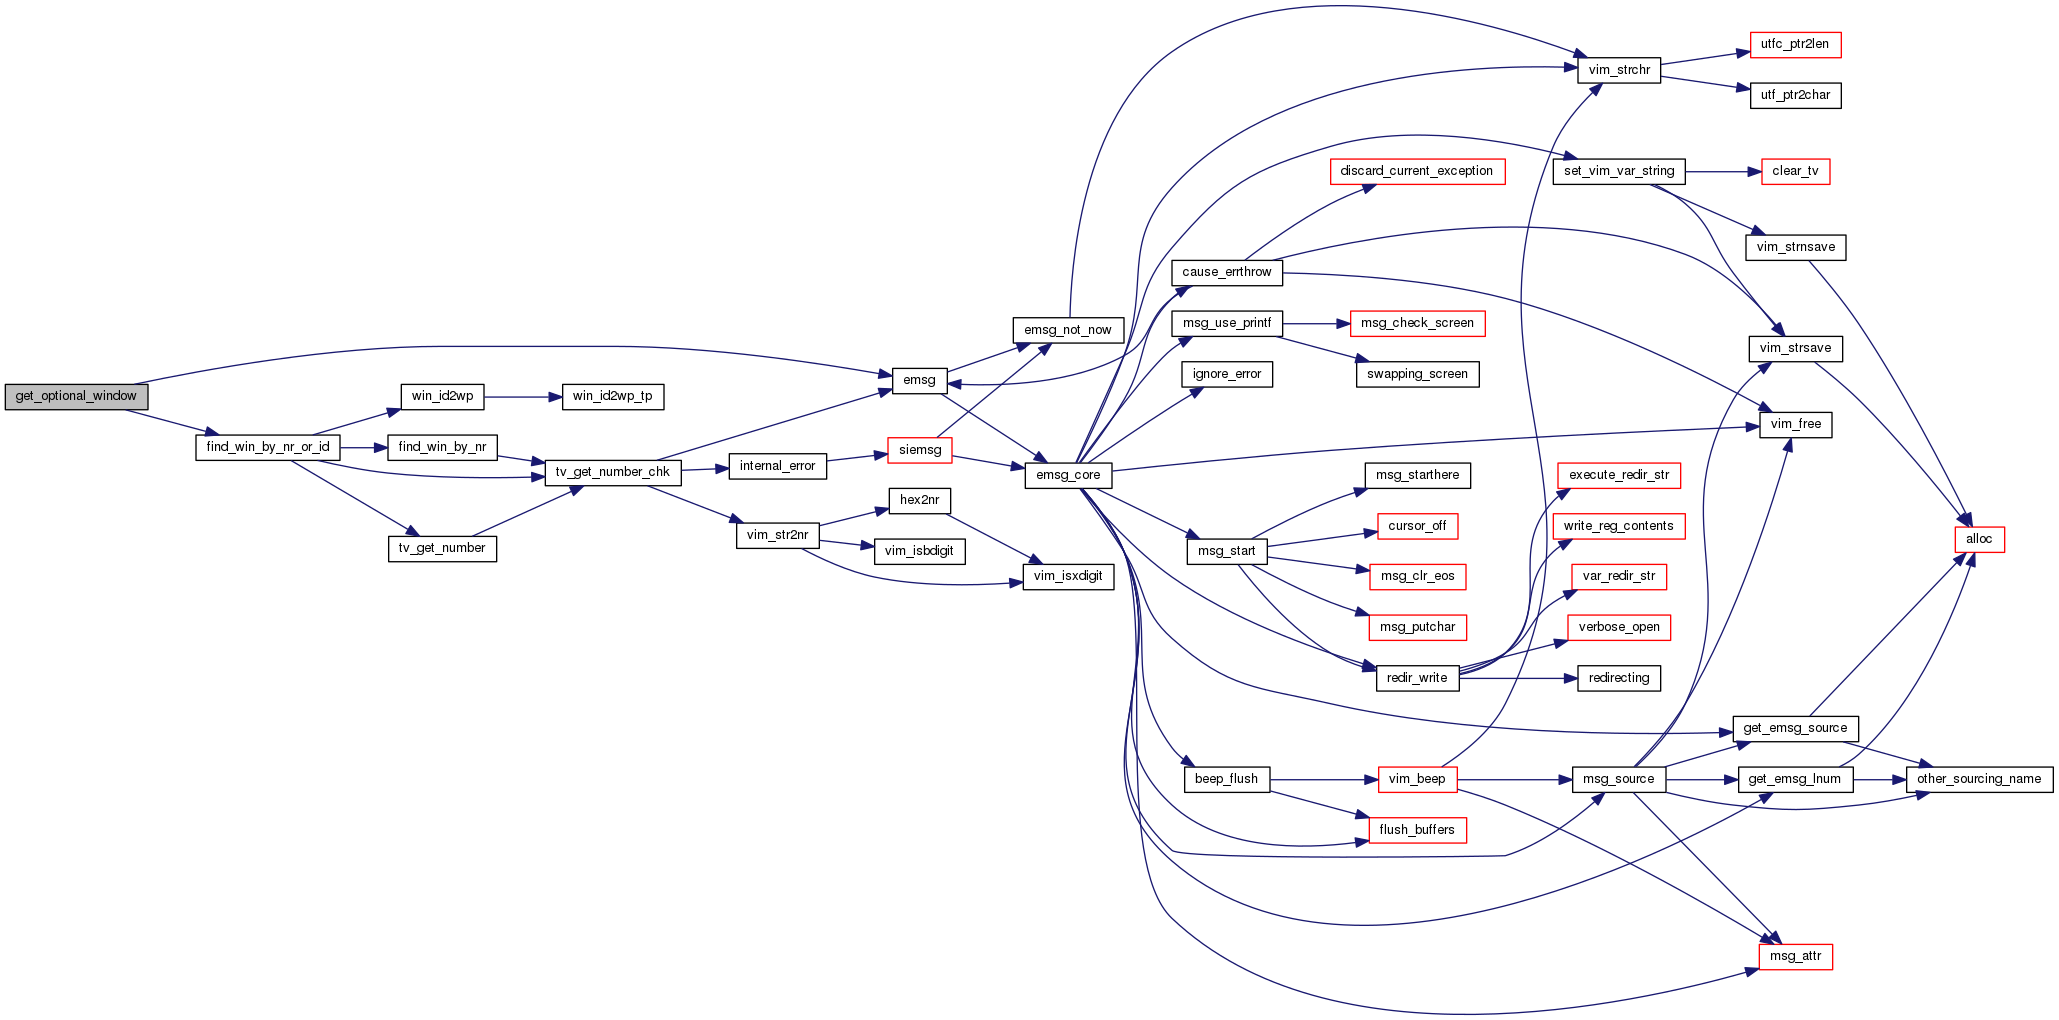 get_optional_window
find_win_by_nr_or_id
win_id2wp
find_win_by_nr
tv_get_number
win_id2wp_tp
tv_get_number_chk
internal_error
vim_str2nr
emsg
siemsg
hex2nr
vim_isbdigit
emsg_not_now
emsg_core
vim_isxdigit
cause_errthrow
msg_use_printf
ignore_error
msg_start
beep_flush
discard_current_exception
msg_check_screen
swapping_screen
msg_starthere
cursor_off
msg_clr_eos
msg_putchar
redir_write
vim_beep
flush_buffers
vim_strchr
set_vim_var_string
execute_redir_str
write_reg_contents
var_redir_str
verbose_open
redirecting
msg_source
utfc_ptr2len
utf_ptr2char
clear_tv
vim_strnsave
vim_strsave
vim_free
get_emsg_source
get_emsg_lnum
msg_attr
alloc
other_sourcing_name